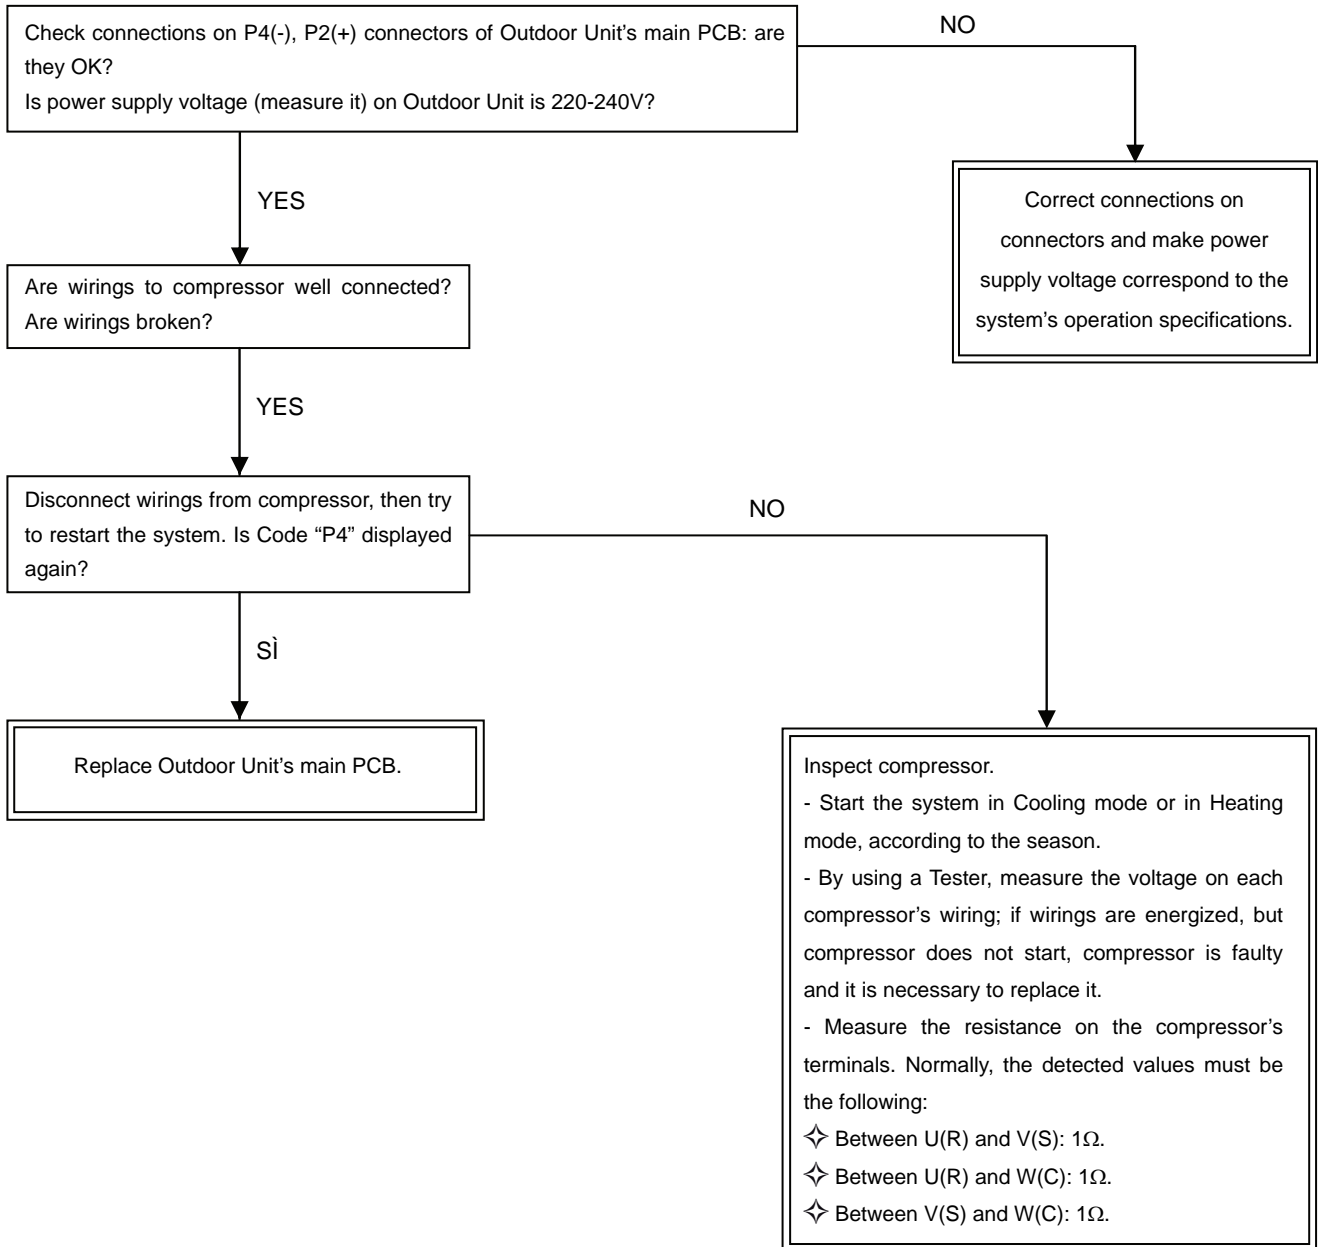 Check connections on P4(-), P2(+) connectors of Outdoor Unit's main PCB: are
they OK?
Is power supply voltage (measure it) on Outdoor Unit is 220-240V?
NO
Correct connections on
connectors and make power
supply voltage correspond to the
system's operation specifications.
YES
Are wirings to compressor well connected?
Are wirings broken?
YES
Disconnect wirings from compressor, then try
to restart the system. Is Code “P4” displayed
again?
NO
SÌ
Replace Outdoor Unit's main PCB.
Inspect compressor.
- Start the system in Cooling mode or in Heating
mode, according to the season.
- By using a Tester, measure the voltage on each
compressor's wiring; if wirings are energized, but
compressor does not start, compressor is faulty
and it is necessary to replace it.
- Measure the resistance on the compressor's
terminals. Normally, the detected values must be
the following:
✧ Between U(R) and V(S): 1Ω.
✧ Between U(R) and W(C): 1Ω.
✧ Between V(S) and W(C): 1Ω.